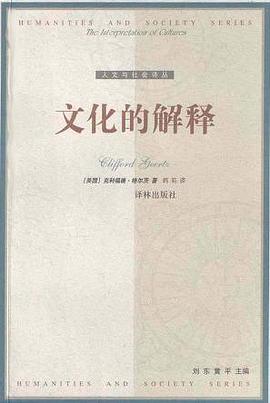 HUMANITIES AND SOCIETY SERIES
The Interpretation of Cultures
人文与社会译丛
文化的解释
Clifford Geertz
[美国] 克利福德·格尔茨 著 韩莉 译
译林出版社
刘东 黄平 主编
HUMANITIES AND SOCIETY SERIES